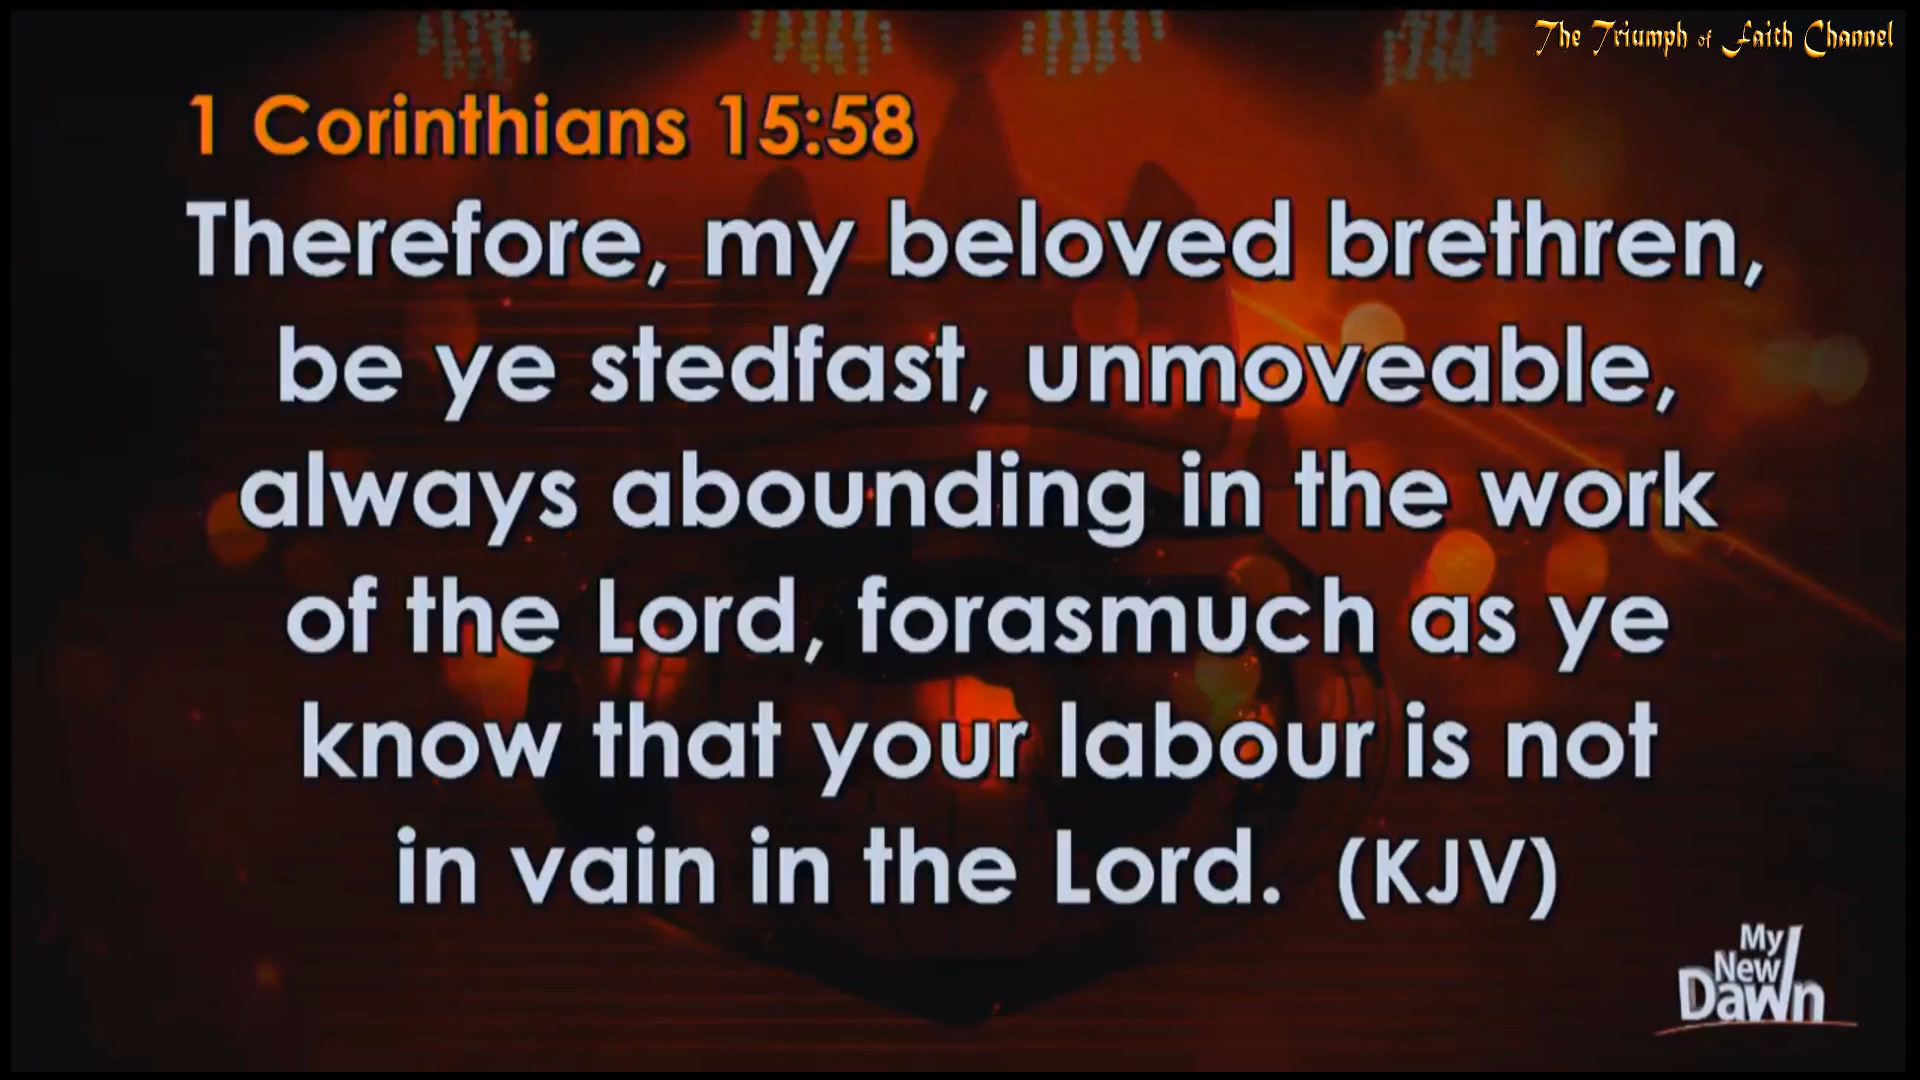 The Triumph of Faith Channel
1 Corinthians 15:58
Therefore, my beloved brethren,
be ye stedfast, unmoveable,
always abounding in the work
of the Lord, forasmuch as ye
know that your labour is not
in vain in the Lord. (KJV)
My
New
Dawn